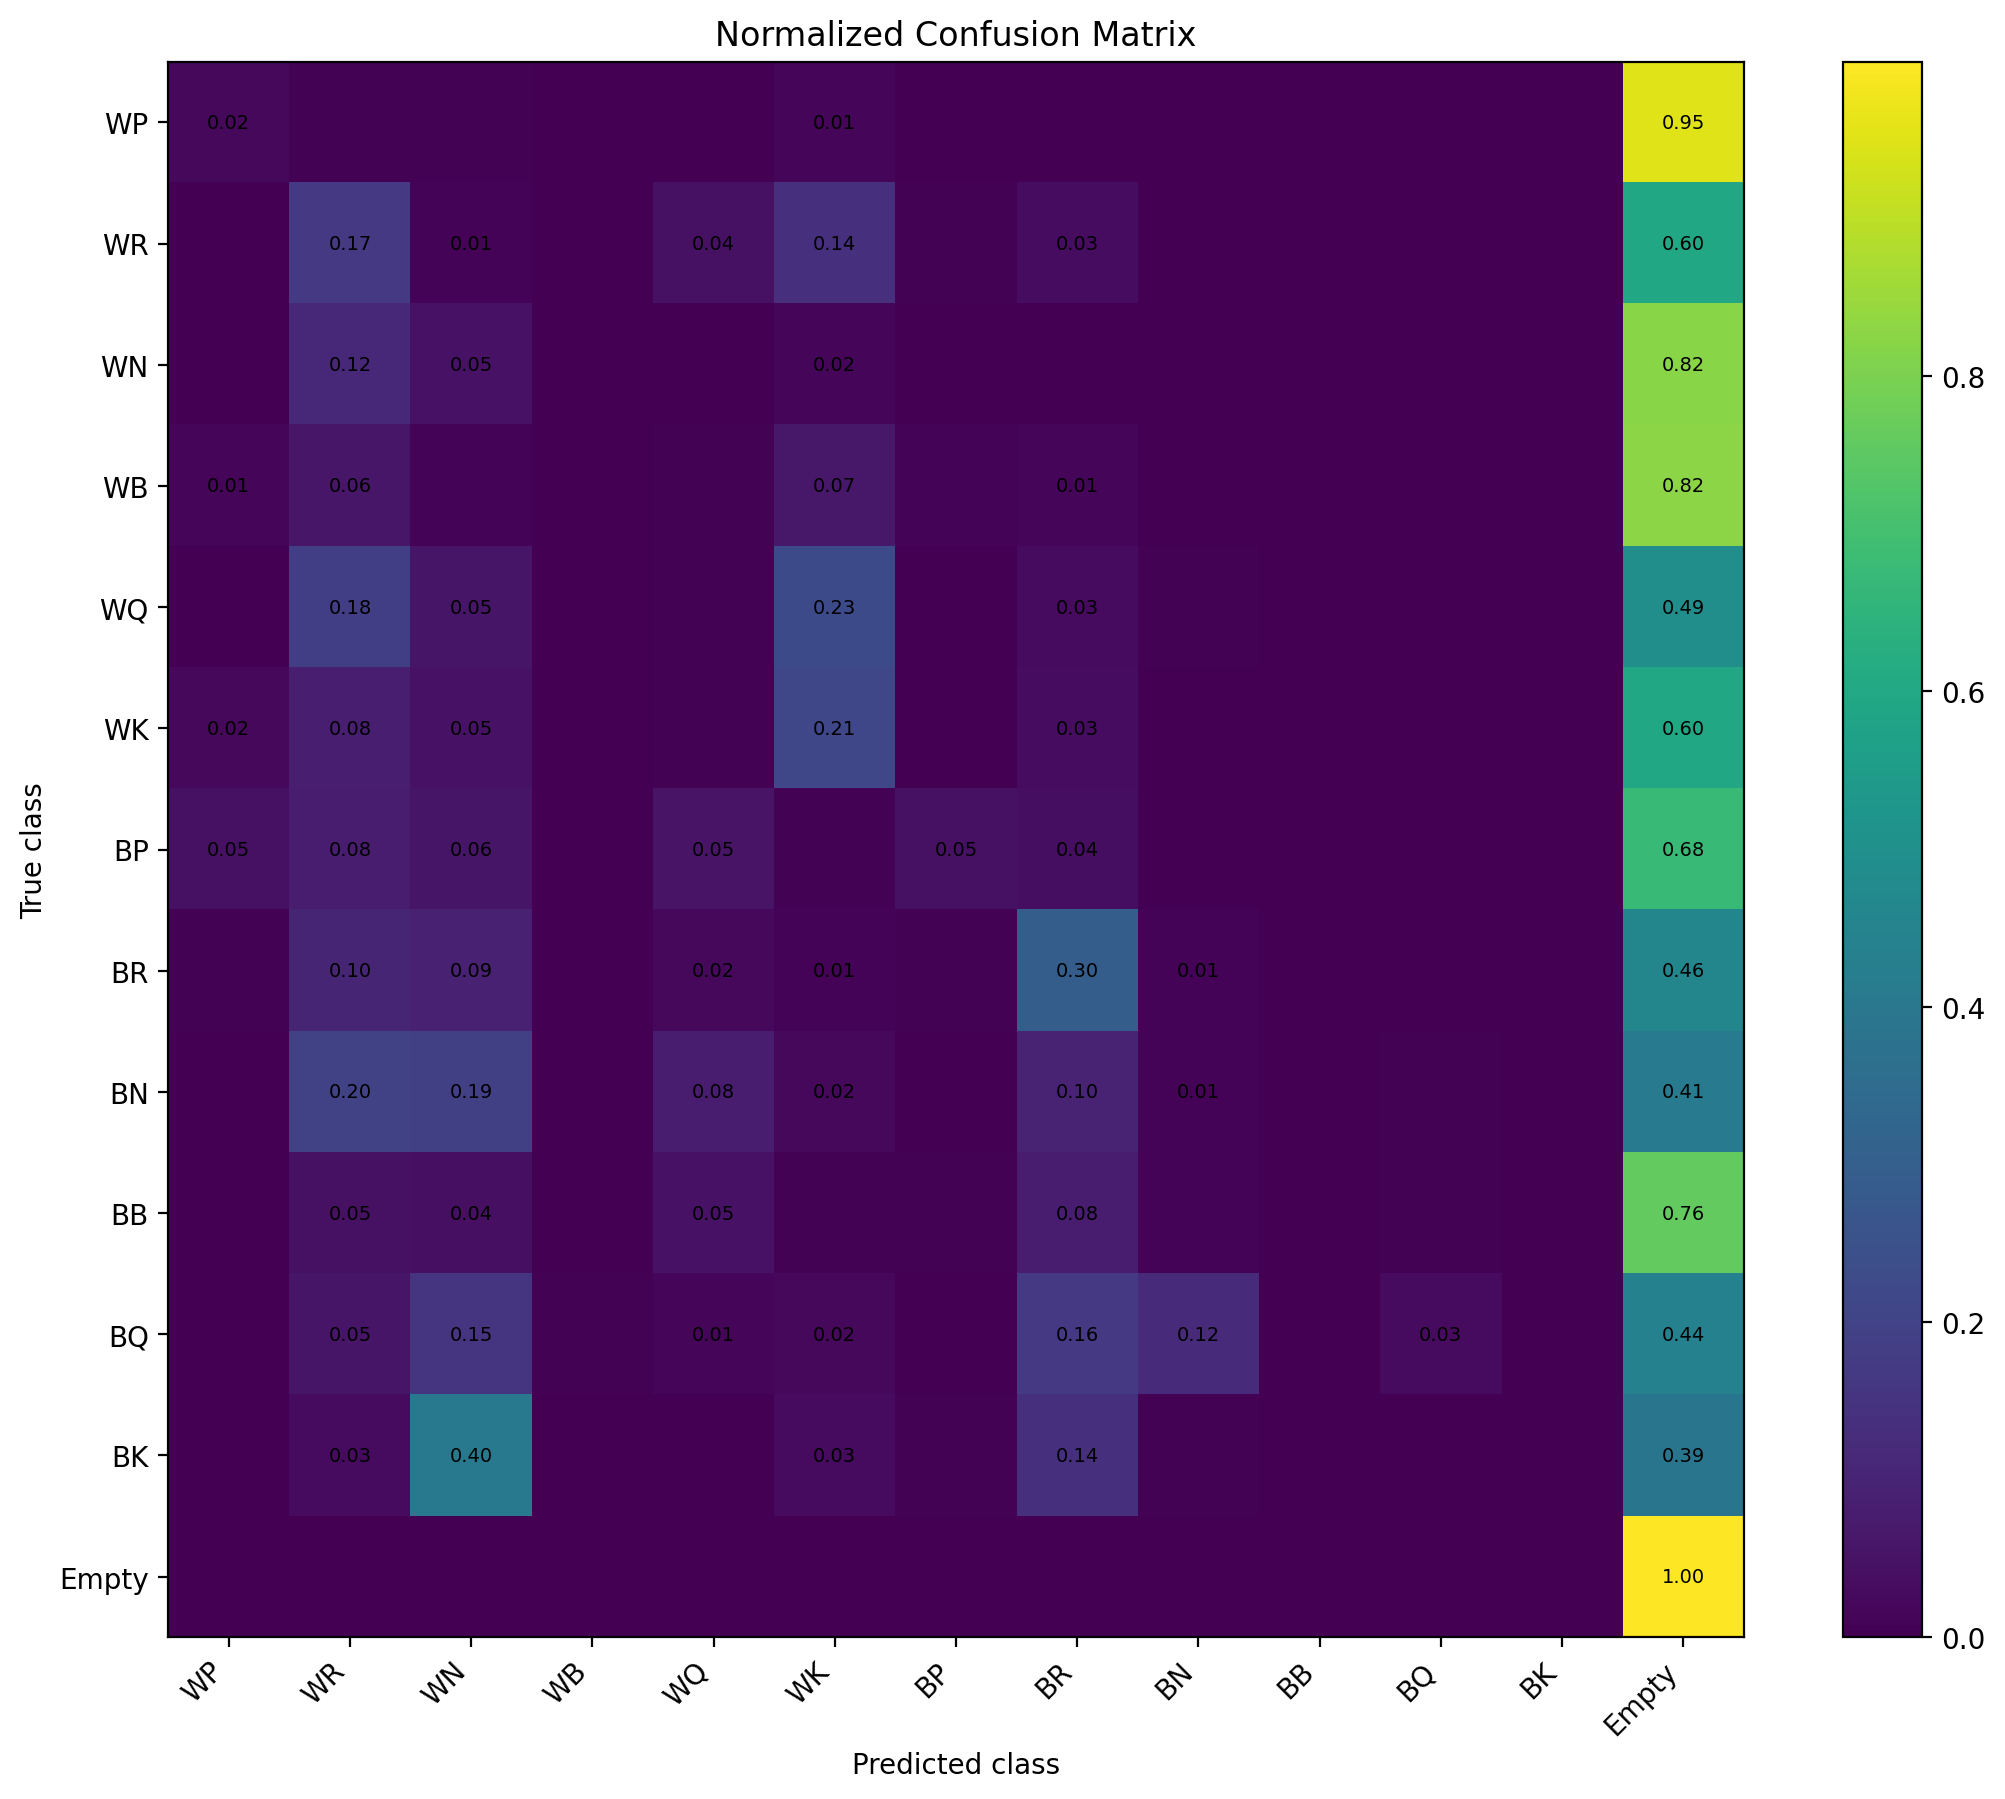 Normalized Confusion Matrix
WP 0.02 0.01 0.95
WR 0.17 0.01 0.04 0.14 0.03 0.60
WN 0.12 0.05 0.02 0.82
WB 0.01 0.06 0.07 0.01 0.82
WQ 0.18 0.05 0.23 0.03 0.49
WK 0.02 0.08 0.05 0.21 0.03 0.60
BP 0.05 0.08 0.06 0.05 0.05 0.04 0.68
BR 0.10 0.09 0.02 0.01 0.30 0.01 0.46
BN 0.20 0.19 0.08 0.02 0.10 0.01 0.41
BB 0.05 0.04 0.05 0.08 0.76
BQ 0.05 0.15 0.01 0.02 0.16 0.12 0.03 0.44
BK 0.03 0.40 0.03 0.14 0.39
Empty 1.00
True class
WP WR WN WB WQ WK BP BR BN BB BQ BK Empty
Predicted class
0.8
0.6
0.4
0.2
0.0